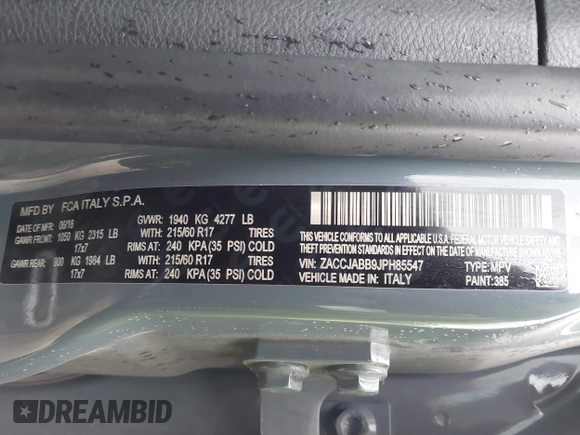 MFD BY FCA ITALY S.P.A.
DATE OF MFR: 06/18 GVWR: 1940 KG 4277 LB
GAWR FRONT: 1050 KG 2315 LB 215/60 R17 TIRES
17x7 RIMS AT: 240 KPA (35 PSI) COLD
GAWR REAR: 900 KG 1984 LB WITH: 215/60 R17 TIRES
17x7 RIMS AT: 240 KPA (35 PSI) COLD
THIS VEHICLE CONFORMS TO ALL APPLICABLE U.S.A. FEDERAL
MOTOR VEHICLE SAFETY, BUMPER, AND
THEFT PREVENTION STANDARDS IN EFFECT ON THE DATE OF
MANUFACTURE SHOWN ABOVE.
VIN: ZACCJABB9JPH85547 TYPE: MPV
VEHICLE MADE IN: ITALY PAINT:385
DREAMBID